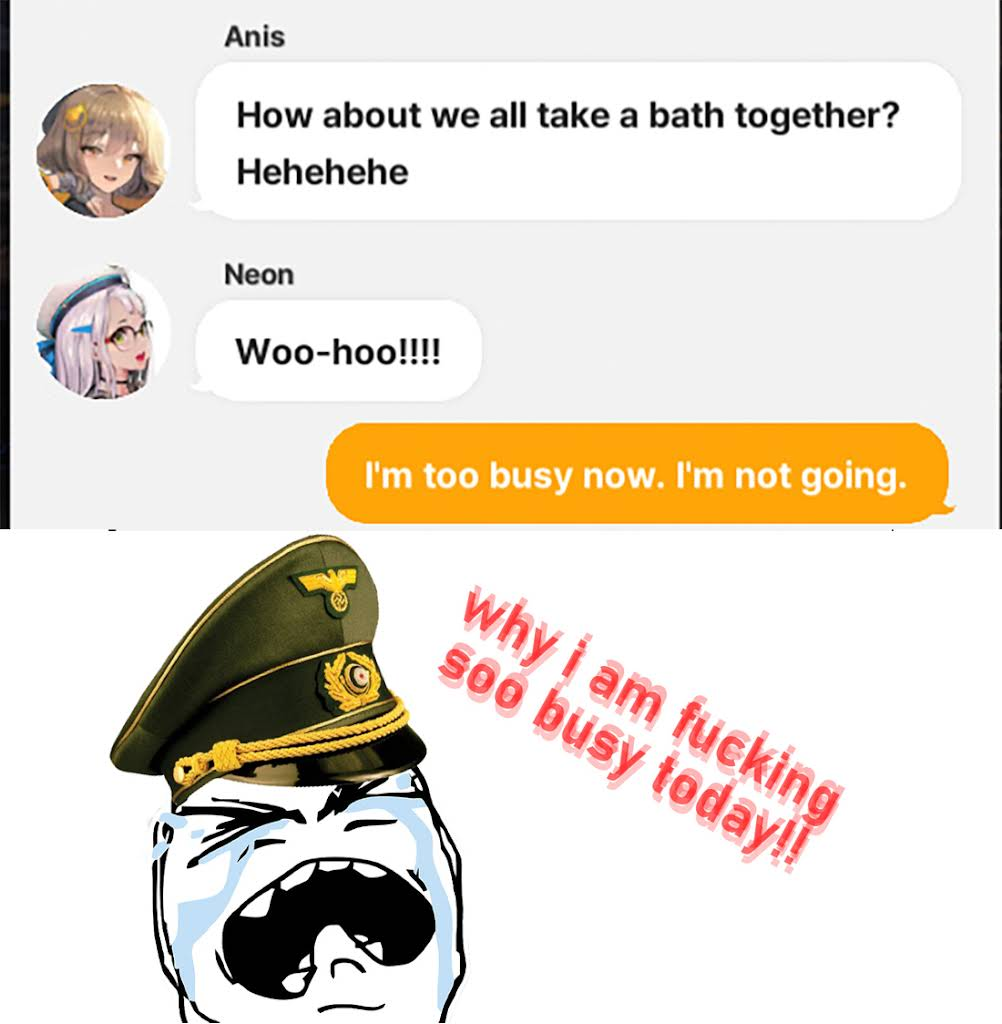 Anis
How about we all take a bath together?
Hehehehe
Neon
Woo-hoo!!!!
I'm too busy now. I'm not going.
why i am fucking
soo busy today!!